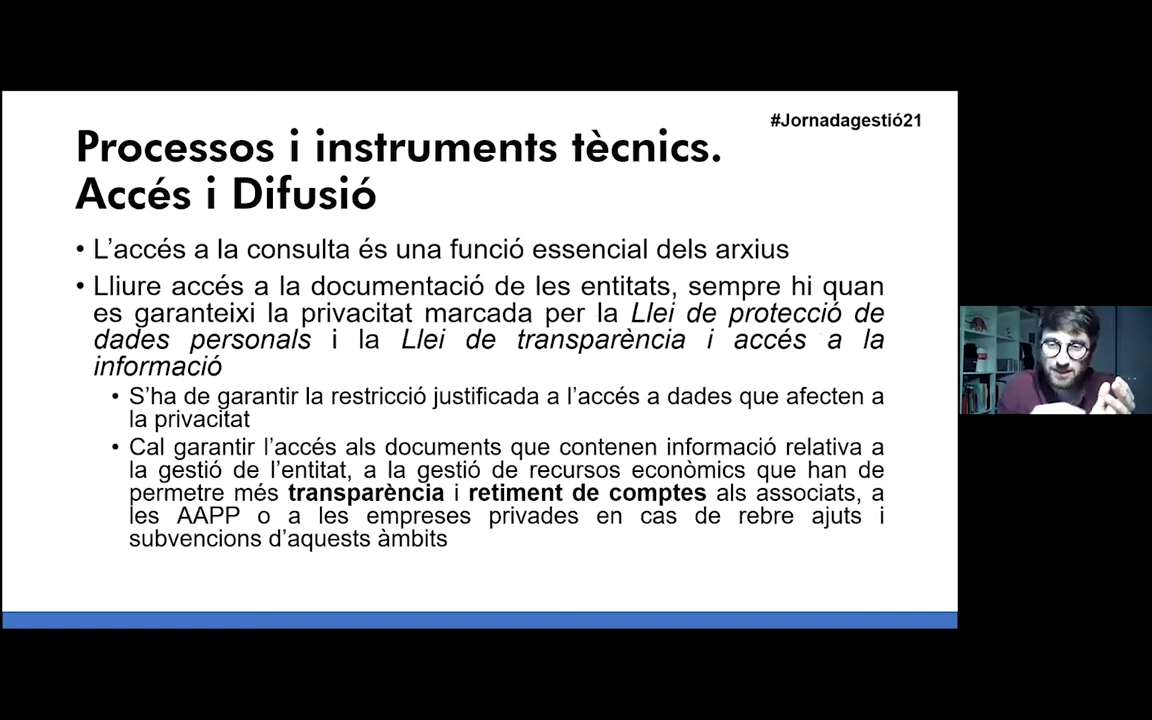 #Jornadagestió21
Processos i instruments tècnics.
Accés i Difusió
• L'accés a la consulta és una funció essencial dels arxius
• Lliure accés a la documentació de les entitats, sempre hi quan
es garanteixi la privacitat marcada per la Llei de protecció de
dades personals i la Llei de transparència i accés a la
informació
• S'ha de garantir la restricció justificada a l'accés a dades que afecten a
la privacitat
• Cal garantir l'accés als documents que contenen informació relativa a
la gestió de l'entitat, a la gestió de recursos econòmics que han de
permetre més transparència i retiment de comptes als associats, a
les AAPP o a les empreses privades en cas de rebre ajuts i
subvencions d'aquests àmbits